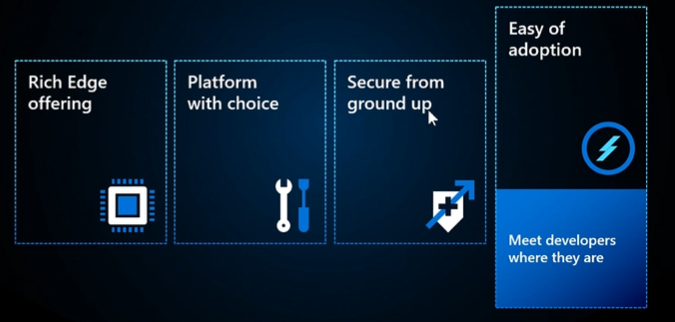 Rich Edge
offering
Platform
with choice
Secure from
ground up
Easy of
adoption
Meet developers
where they are